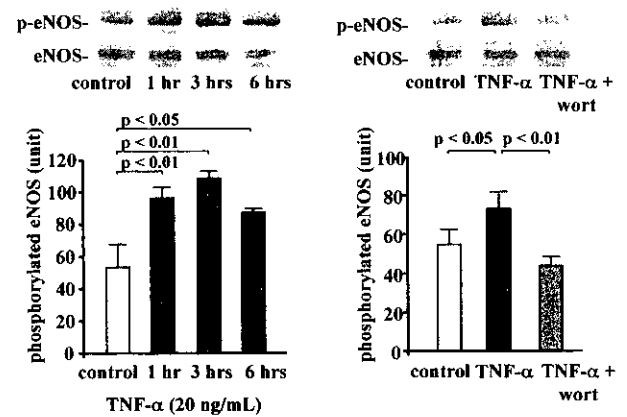 p-eNOS-
eNOS-
control 1 hr 3 hrs 6 hrs
p < 0.05
p < 0.01
p < 0.01
phosphorylated eNOS (unit)
120
100
80
60
40
20
0
control 1 hr 3 hrs 6 hrs
TNF-α (20 ng/mL)
p-eNOS-
eNOS-
control TNF-α TNF-α +
wort
p < 0.05 p < 0.01
phosphorylated eNOS (unit)
100
80
60
40
20
0
control TNF-α TNF-α +
wort